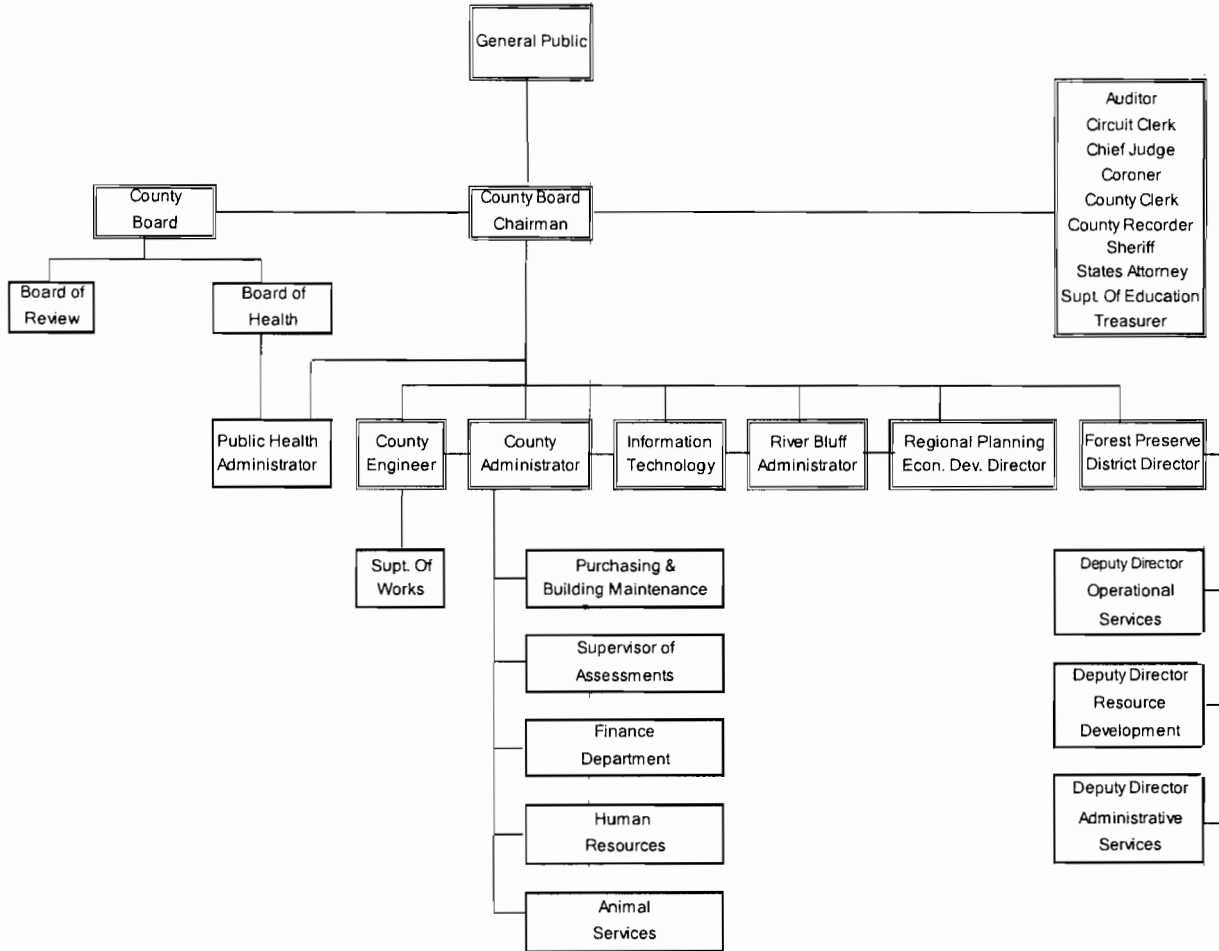 General Public
Auditor
Circuit Clerk
Chief Judge
Coroner
County Clerk
County Recorder
Sheriff
States Attorney
Supt. Of Education
Treasurer
County
Board
County Board
Chairman
Board of
Review
Board of
Health
Public Health
Administrator
County
Engineer
County
Administrator
Information
Technology
River Bluff
Administrator
Regional Planning
Econ. Dev. Director
Forest Preserve
District Director
Supt. Of
Works
Purchasing &
Building Maintenance
Supervisor of
Assessments
Finance
Department
Human
Resources
Animal
Services
Deputy Director
Operational
Services
Deputy Director
Resource
Development
Deputy Director
Administrative
Services